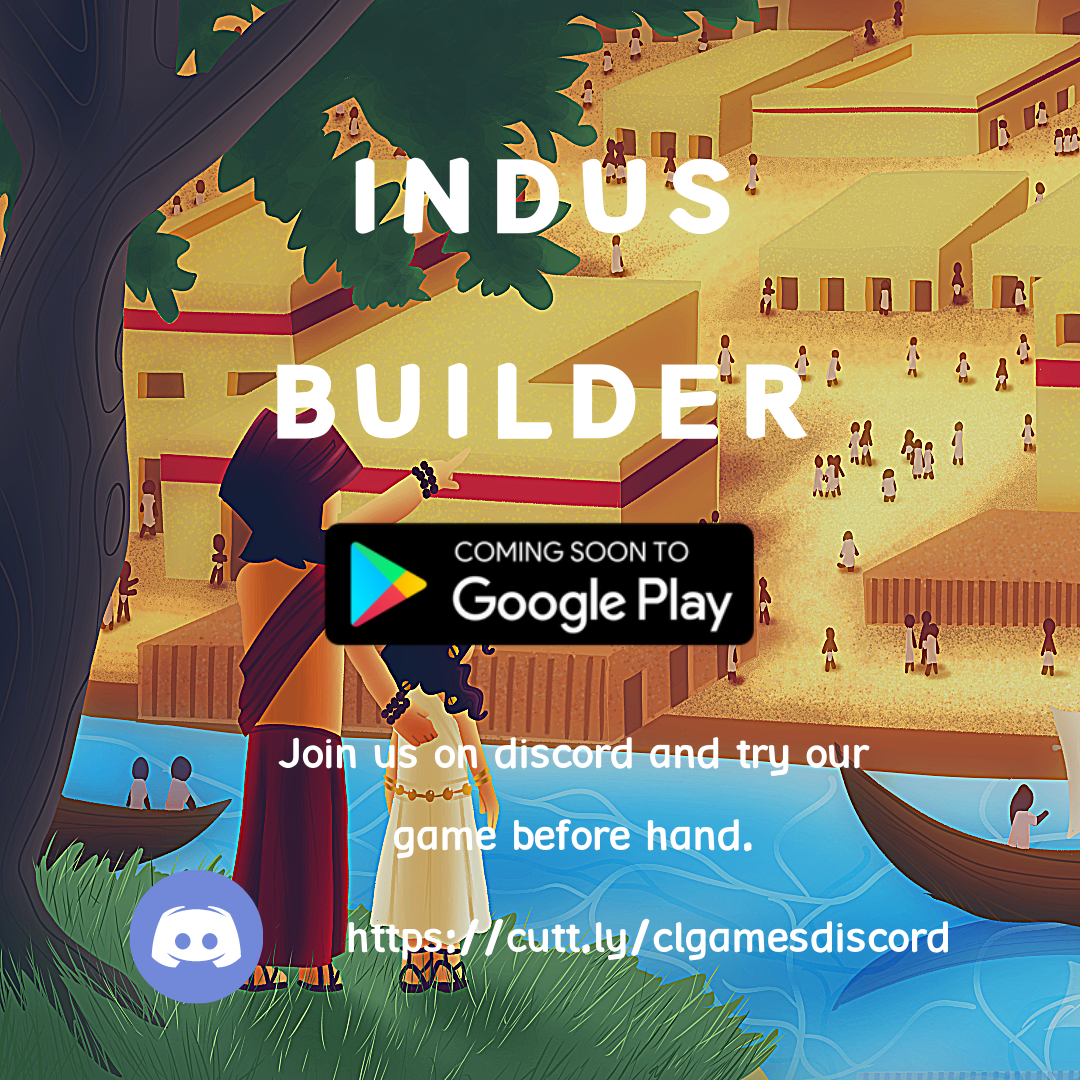 INDUS
BUILDER
COMING SOON TO
Google Play
Join us on discord and try our
game before hand.
https://cutt.ly/clgamesdiscord